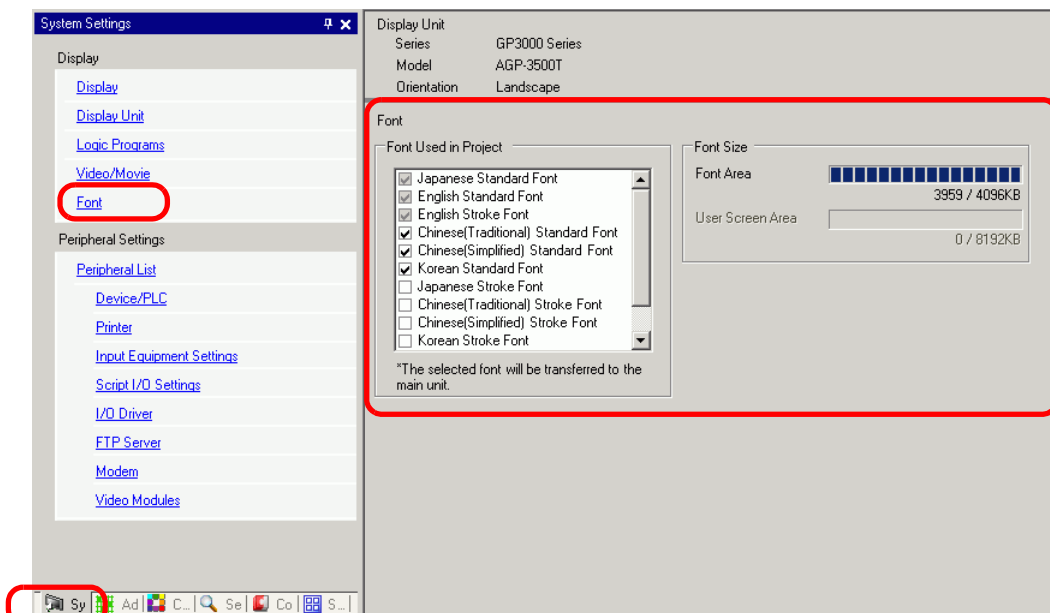 System Settings
Display
Display
Display Unit
Logic Programs
Video/Movie
Font
Peripheral Settings
Peripheral List
Device/PLC
Printer
Input Equipment Settings
Script I/O Settings
I/O Driver
FTP Server
Modem
Video Modules
Sy Ad C... Se Co S...
Display Unit
Series GP3000 Series
Model AGP-3500T
Orientation Landscape
Font
Font Used in Project
Japanese Standard Font
English Standard Font
English Stroke Font
Chinese(Traditional) Standard Font
Chinese(Simplified) Standard Font
Korean Standard Font
Japanese Stroke Font
Chinese(Traditional) Stroke Font
Chinese(Simplified) Stroke Font
Korean Stroke Font
*The selected font will be transferred to the
main unit.
Font Size
Font Area
3959 / 4096KB
User Screen Area
0 / 8192KB